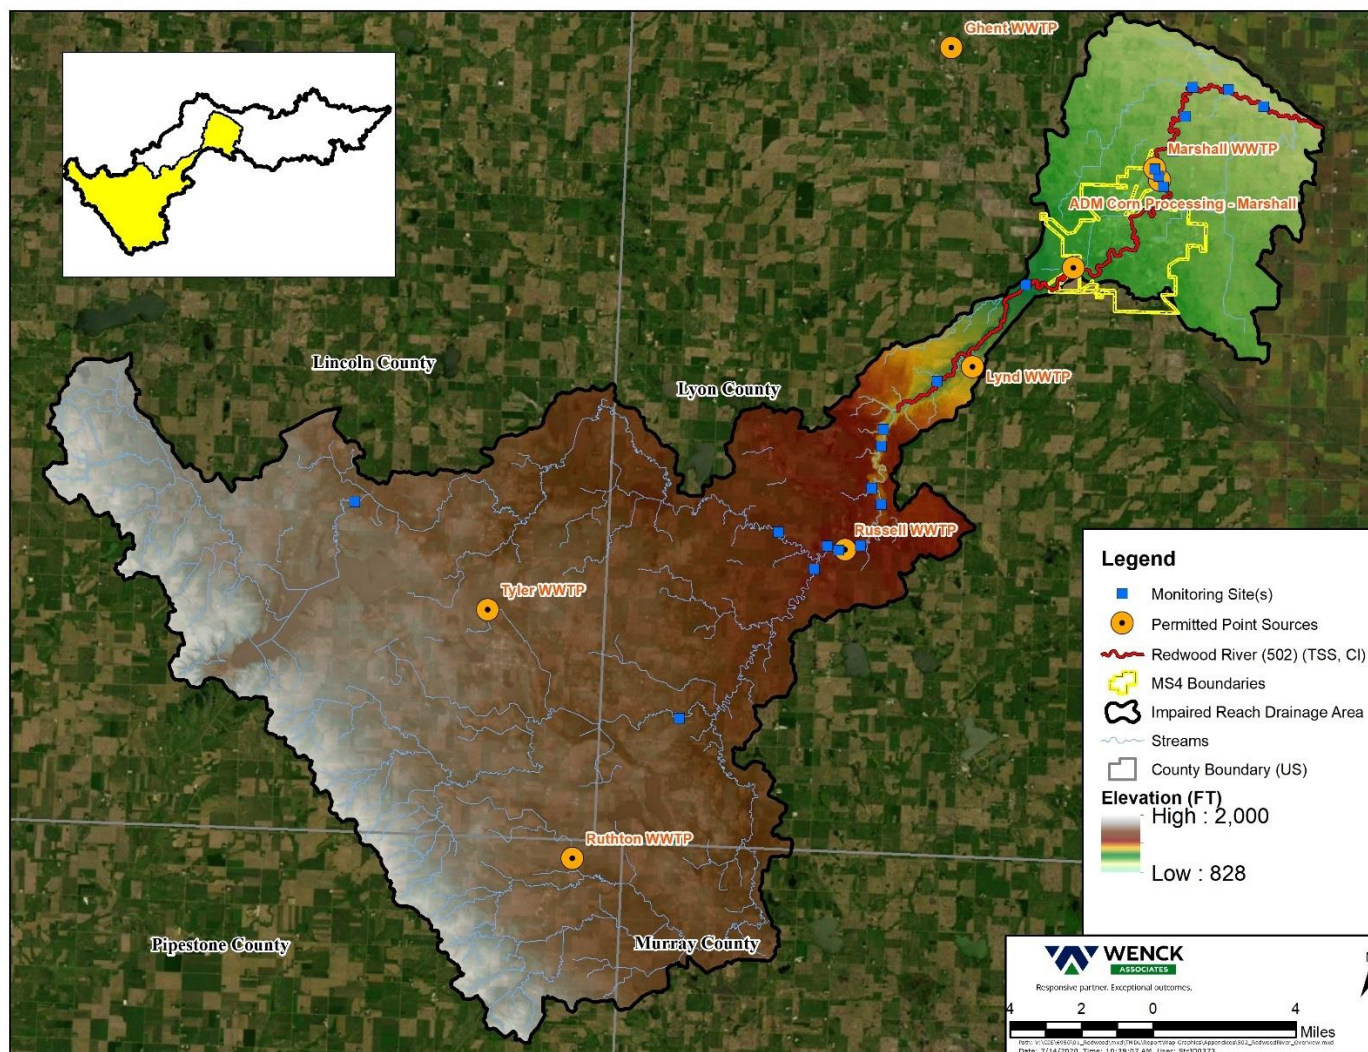 Ghent WWTP
Marshall WWTP
ADM Corn Processing - Marshall
Lincoln County
Lyon County
Lynd WWTP
Russell WWTP
Tyler WWTP
Ruthton WWTP
Pipestone County
Murray County
Legend
Monitoring Site(s)
Permitted Point Sources
Redwood River (502) (TSS, Cl)
MS4 Boundaries
Impaired Reach Drainage Area
Streams
County Boundary (US)
Elevation (FT)
High : 2,000
Low : 828
WENCK
ASSOCIATES
Responsive partner. Exceptional outcomes.
4 2 0 4
Miles